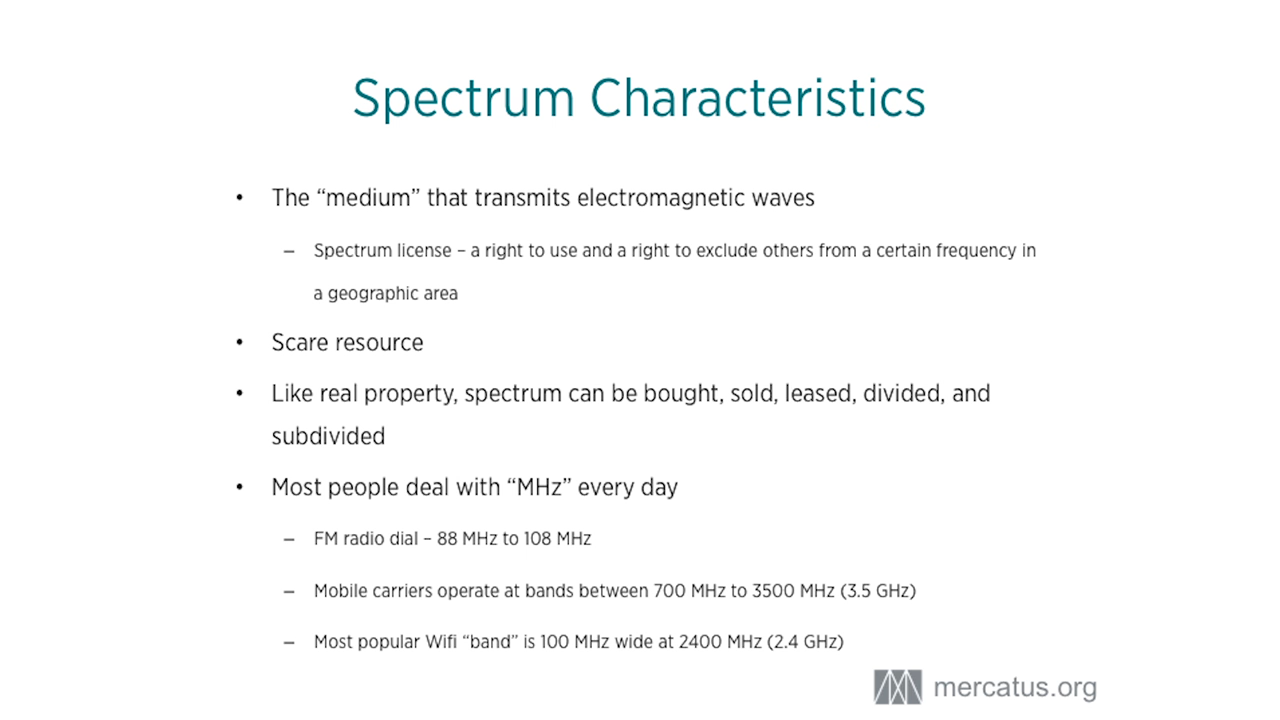 Spectrum Characteristics
• The “medium” that transmits electromagnetic waves
– Spectrum license – a right to use and a right to exclude others from a certain frequency in
a geographic area
• Scare resource
• Like real property, spectrum can be bought, sold, leased, divided, and
subdivided
• Most people deal with “MHz” every day
– FM radio dial – 88 MHz to 108 MHz
– Mobile carriers operate at bands between 700 MHz to 3500 MHz (3.5 GHz)
– Most popular Wifi “band” is 100 MHz wide at 2400 MHz (2.4 GHz)
mercatus.org